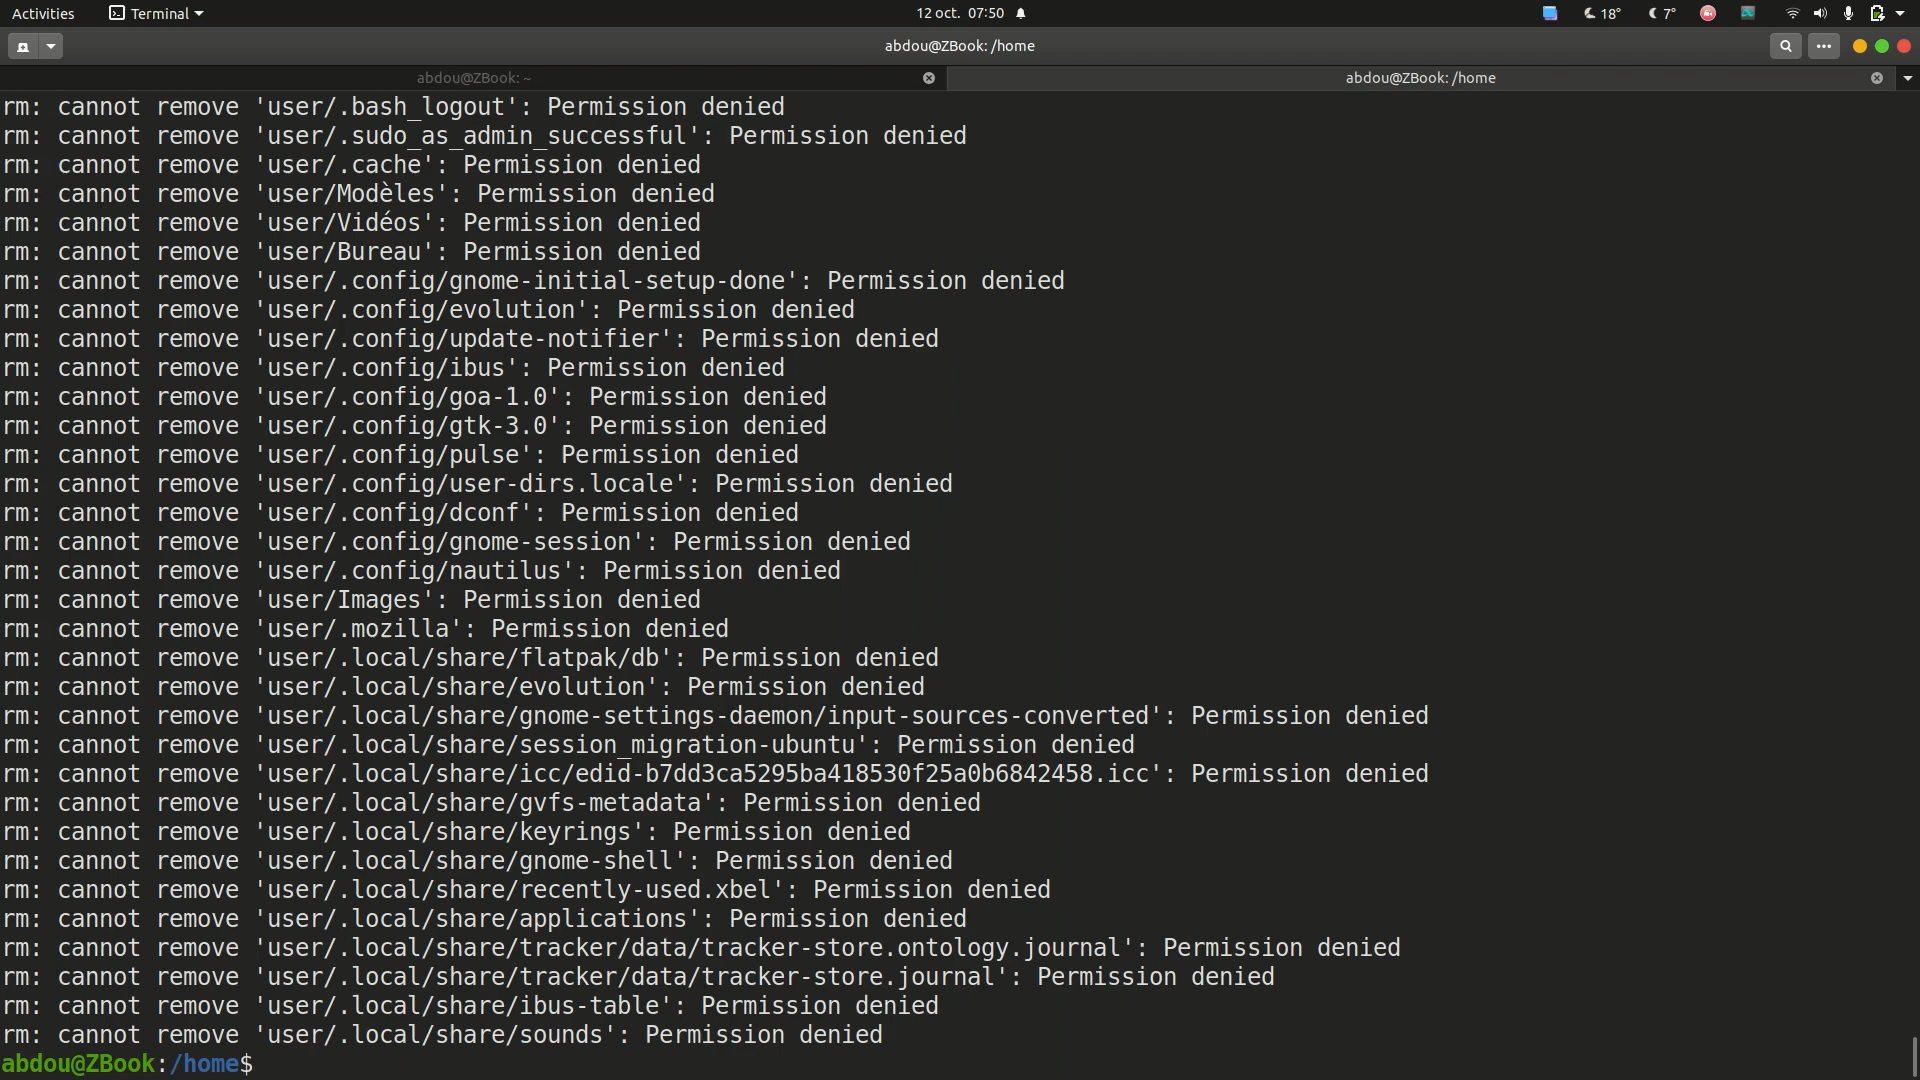 Activities
Terminal
12 oct. 07:50
18°
7°
abdou@ZBook: /home
abdou@ZBook: ~
abdou@ZBook: /home
rm: cannot remove 'user/.bash_logout': Permission denied
rm: cannot remove 'user/.sudo_as_admin_successful': Permission denied
rm: cannot remove 'user/.cache': Permission denied
rm: cannot remove 'user/Modèles': Permission denied
rm: cannot remove 'user/Vidéos': Permission denied
rm: cannot remove 'user/Bureau': Permission denied
rm: cannot remove 'user/.config/gnome-initial-setup-done': Permission denied
rm: cannot remove 'user/.config/evolution': Permission denied
rm: cannot remove 'user/.config/update-notifier': Permission denied
rm: cannot remove 'user/.config/ibus': Permission denied
rm: cannot remove 'user/.config/goa-1.0': Permission denied
rm: cannot remove 'user/.config/gtk-3.0': Permission denied
rm: cannot remove 'user/.config/pulse': Permission denied
rm: cannot remove 'user/.config/user-dirs.locale': Permission denied
rm: cannot remove 'user/.config/dconf': Permission denied
rm: cannot remove 'user/.config/gnome-session': Permission denied
rm: cannot remove 'user/.config/nautilus': Permission denied
rm: cannot remove 'user/Images': Permission denied
rm: cannot remove 'user/.mozilla': Permission denied
rm: cannot remove 'user/.local/share/flatpak/db': Permission denied
rm: cannot remove 'user/.local/share/evolution': Permission denied
rm: cannot remove 'user/.local/share/gnome-settings-daemon/input-sources-converted': Permission denied
rm: cannot remove 'user/.local/share/session_migration-ubuntu': Permission denied
rm: cannot remove 'user/.local/share/icc/edid-b7dd3ca5295ba418530f25a0b6842458.icc': Permission denied
rm: cannot remove 'user/.local/share/gvfs-metadata': Permission denied
rm: cannot remove 'user/.local/share/keyrings': Permission denied
rm: cannot remove 'user/.local/share/gnome-shell': Permission denied
rm: cannot remove 'user/.local/share/recently-used.xbel': Permission denied
rm: cannot remove 'user/.local/share/applications': Permission denied
rm: cannot remove 'user/.local/share/tracker/data/tracker-store.ontology.journal': Permission denied
rm: cannot remove 'user/.local/share/tracker/data/tracker-store.journal': Permission denied
rm: cannot remove 'user/.local/share/ibus-table': Permission denied
rm: cannot remove 'user/.local/share/sounds': Permission denied
abdou@ZBook:/home$